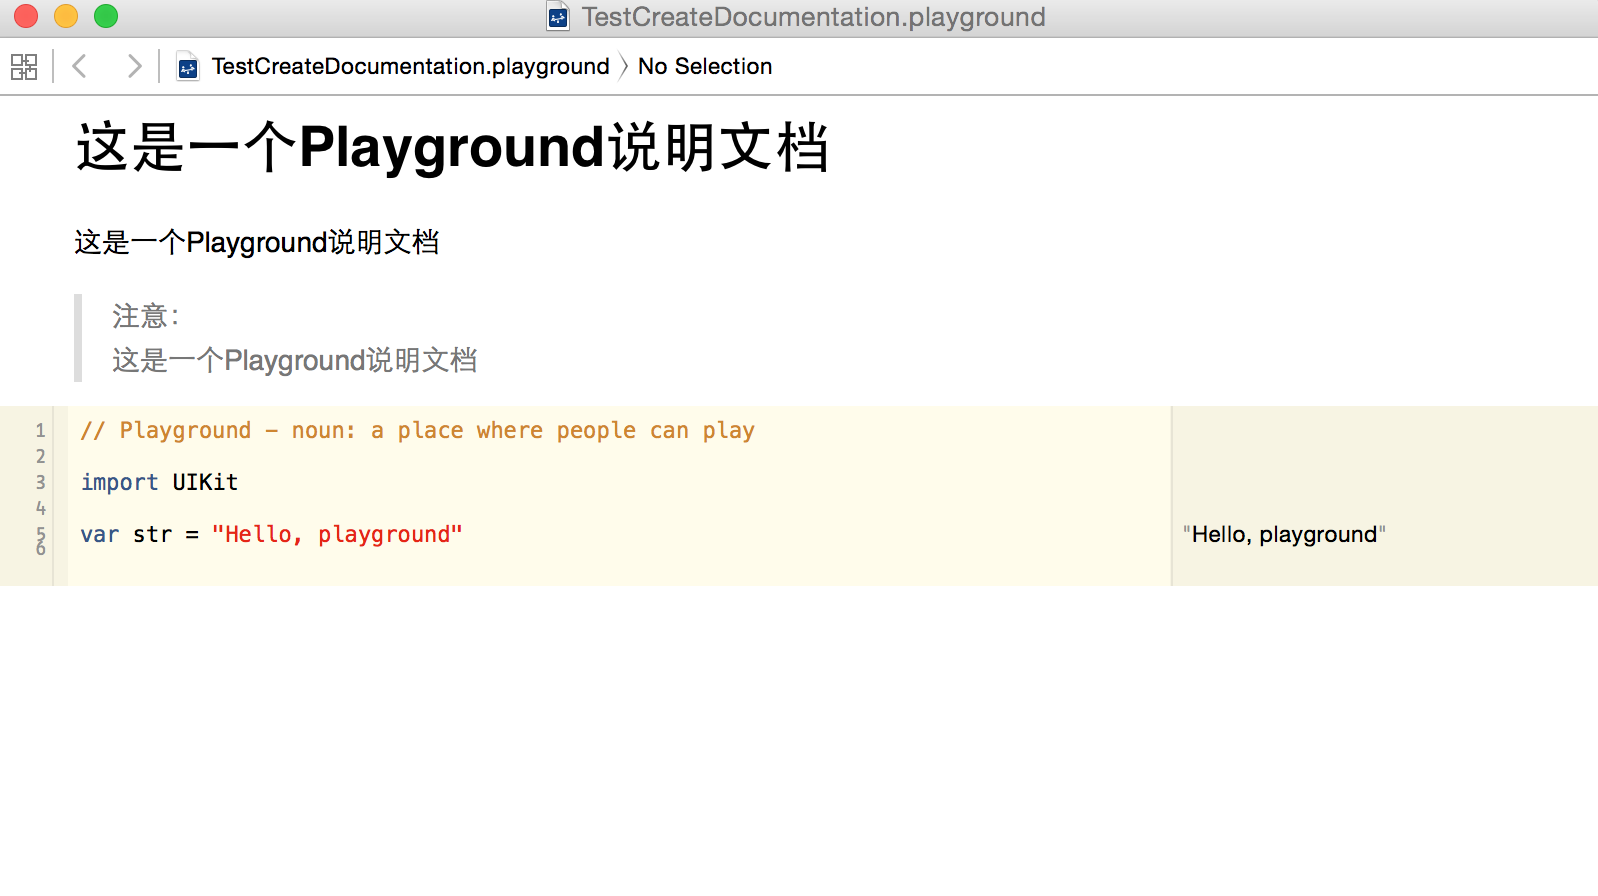 TestCreateDocumentation.playground
TestCreateDocumentation.playground No Selection
这是一个Playground说明文档
这是一个Playground说明文档
注意：
这是一个Playground说明文档
1 // Playground – noun: a place where people can play
2
3 import UIKit
4
5 var str = "Hello, playground" "Hello, playground"
6